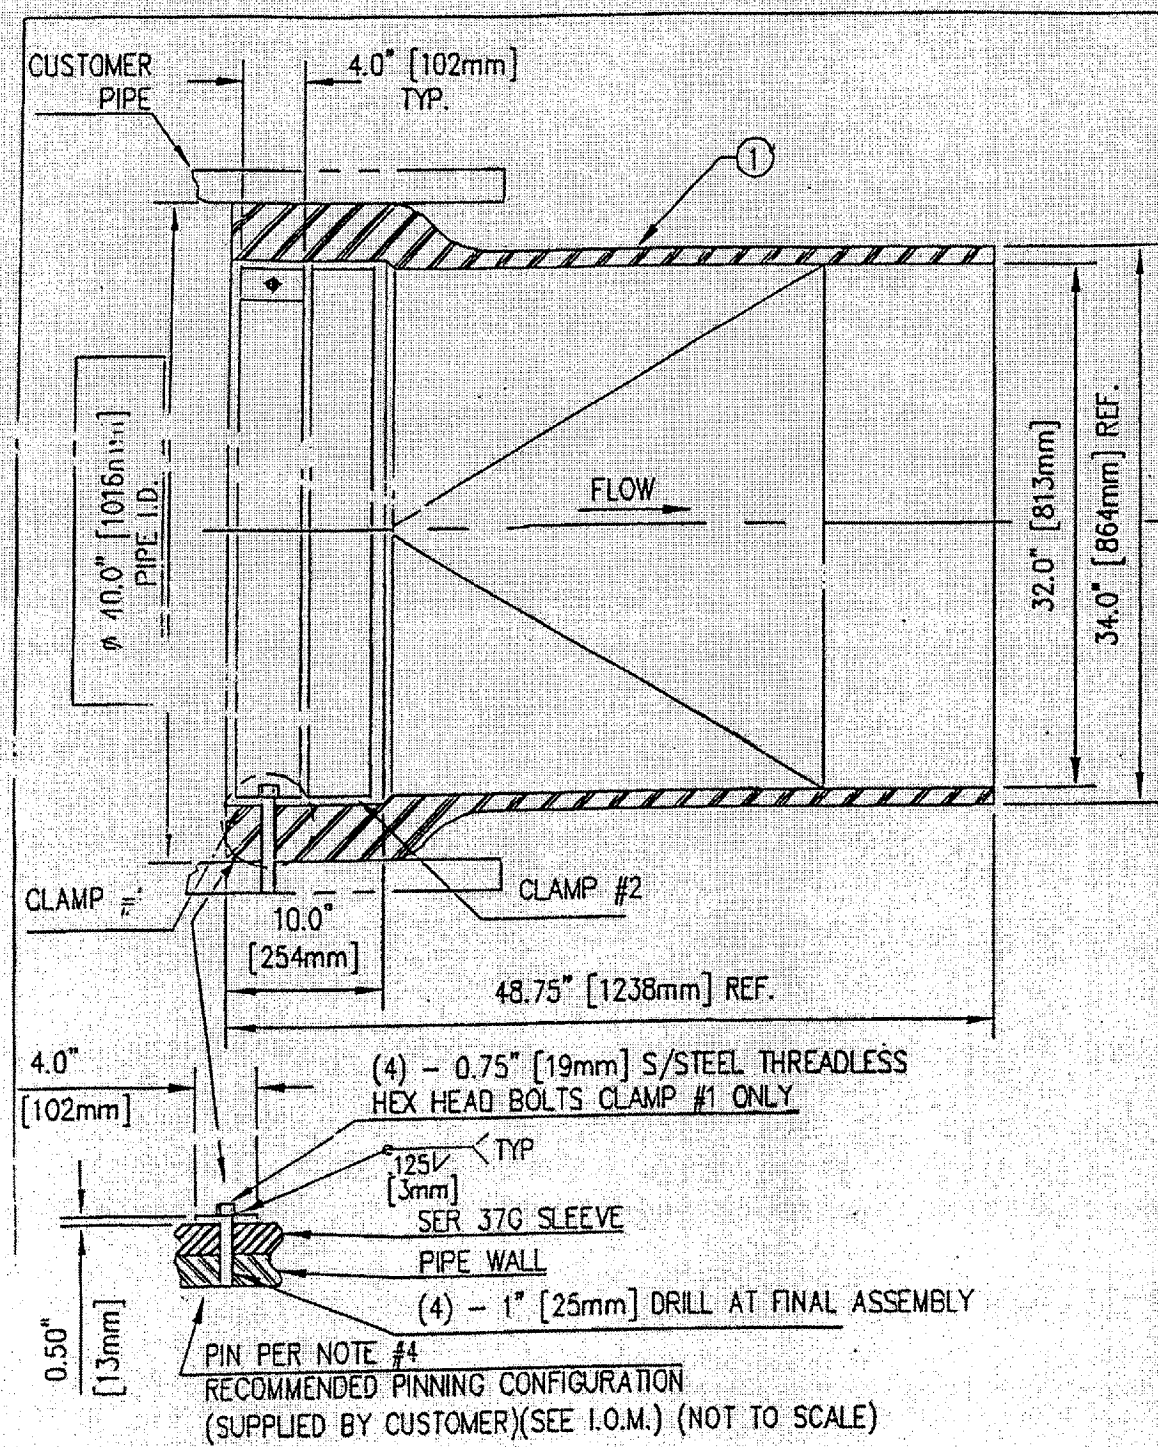 CUSTOMER
PIPE
4.0" [102mm]
TYP.
1
ø 40.0" [1016mm]
PIPE I.D.
FLOW
32.0" [813mm]
34.0" [864mm] REF.
CLAMP
10.0"
[254mm]
CLAMP #2
48.75" [1238mm] REF.
4.0"
[102mm]
(4) - 0.75" [19mm] S/STEEL THREADLESS
HEX HEAD BOLTS CLAMP #1 ONLY
125
TYP
[3mm]
SER 37G SLEEVE
PIPE WALL
(4) - 1" [25mm] DRILL AT FINAL ASSEMBLY
0.50"
[13mm]
PIN PER NOTE #4
RECOMMENDED PINNING CONFIGURATION
(SUPPLIED BY CUSTOMER)(SEE I.O.M.) (NOT TO SCALE)